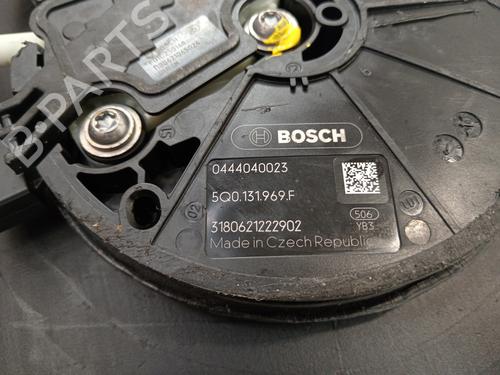 BOSCH
0444040023
5Q0.131.969.F
3180621222902
506
YB3
Made in Czech Republic
B-PARTS